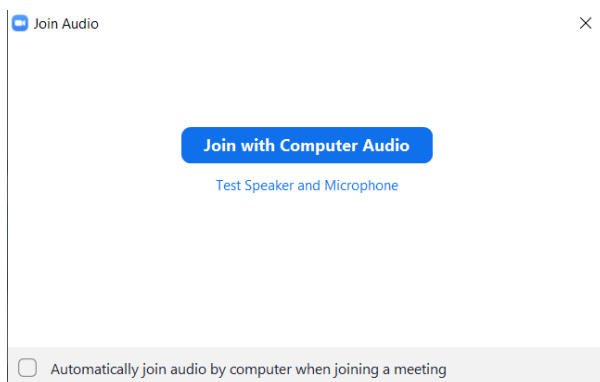 Join Audio
Join with Computer Audio
Test Speaker and Microphone
Automatically join audio by computer when joining a meeting